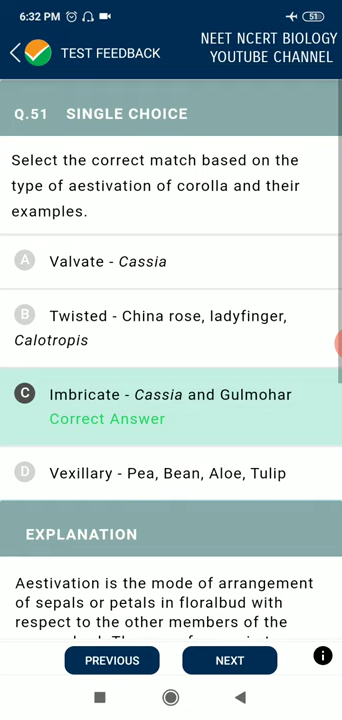 6:32 PM
51
TEST FEEDBACK
NEET NCERT BIOLOGY
YOUTUBE CHANNEL
Q.51 SINGLE CHOICE
Select the correct match based on the
type of aestivation of corolla and their
examples.
A Valvate - Cassia
B Twisted - China rose, ladyfinger,
Calotropis
C Imbricate - Cassia and Gulmohar
Correct Answer
D Vexillary - Pea, Bean, Aloe, Tulip
EXPLANATION
Aestivation is the mode of arrangement
of sepals or petals in floralbud with
respect to the other members of the
PREVIOUS
NEXT